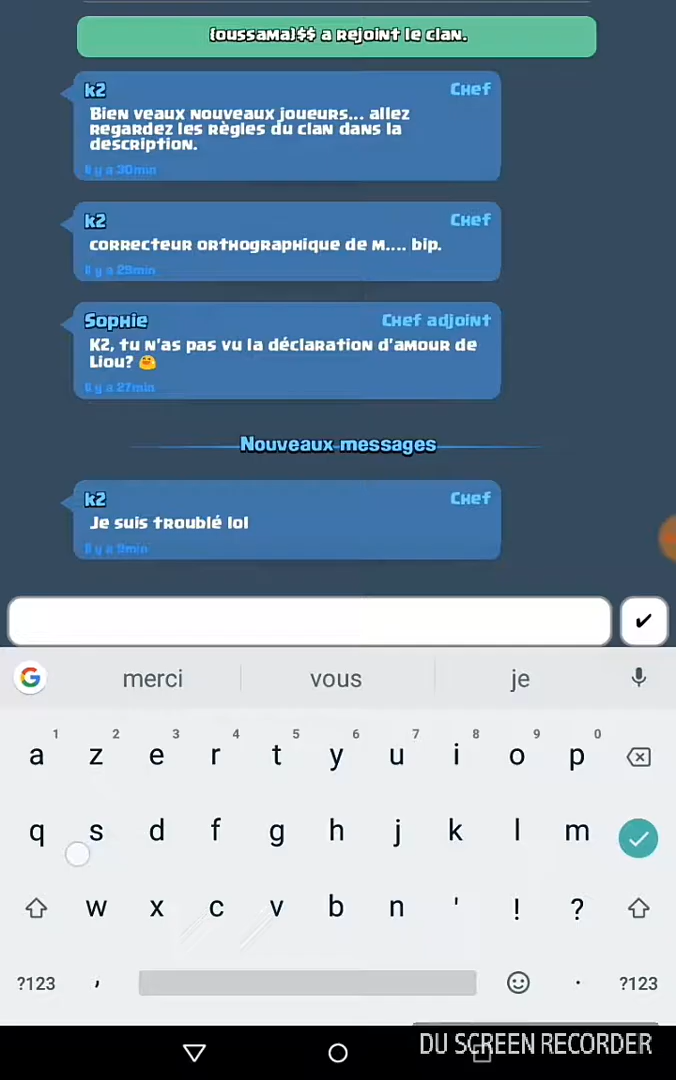 {oussama}$$ a rejoint le clan.
k2 Chef
Bien veaux nouveaux joueurs... allez
regardez les règles du clan dans la
description.
Il y a 30min
k2 Chef
correcteur orthographique de m.... bip.
Il y a 29min
Sophie Chef adjoint
K2, tu n'as pas vu la déclaration d'amour de
Liou?
Il y a 27min
Nouveaux messages
k2 Chef
Je suis troublé lol
Il y a 9min
merci vous je
1 2 3 4 5 6 7 8 9 0
a z e r t y u i o p
q s d f g h j k l m
w x c v b n ' ! ?
?123 , . ?123
DU SCREEN RECORDER